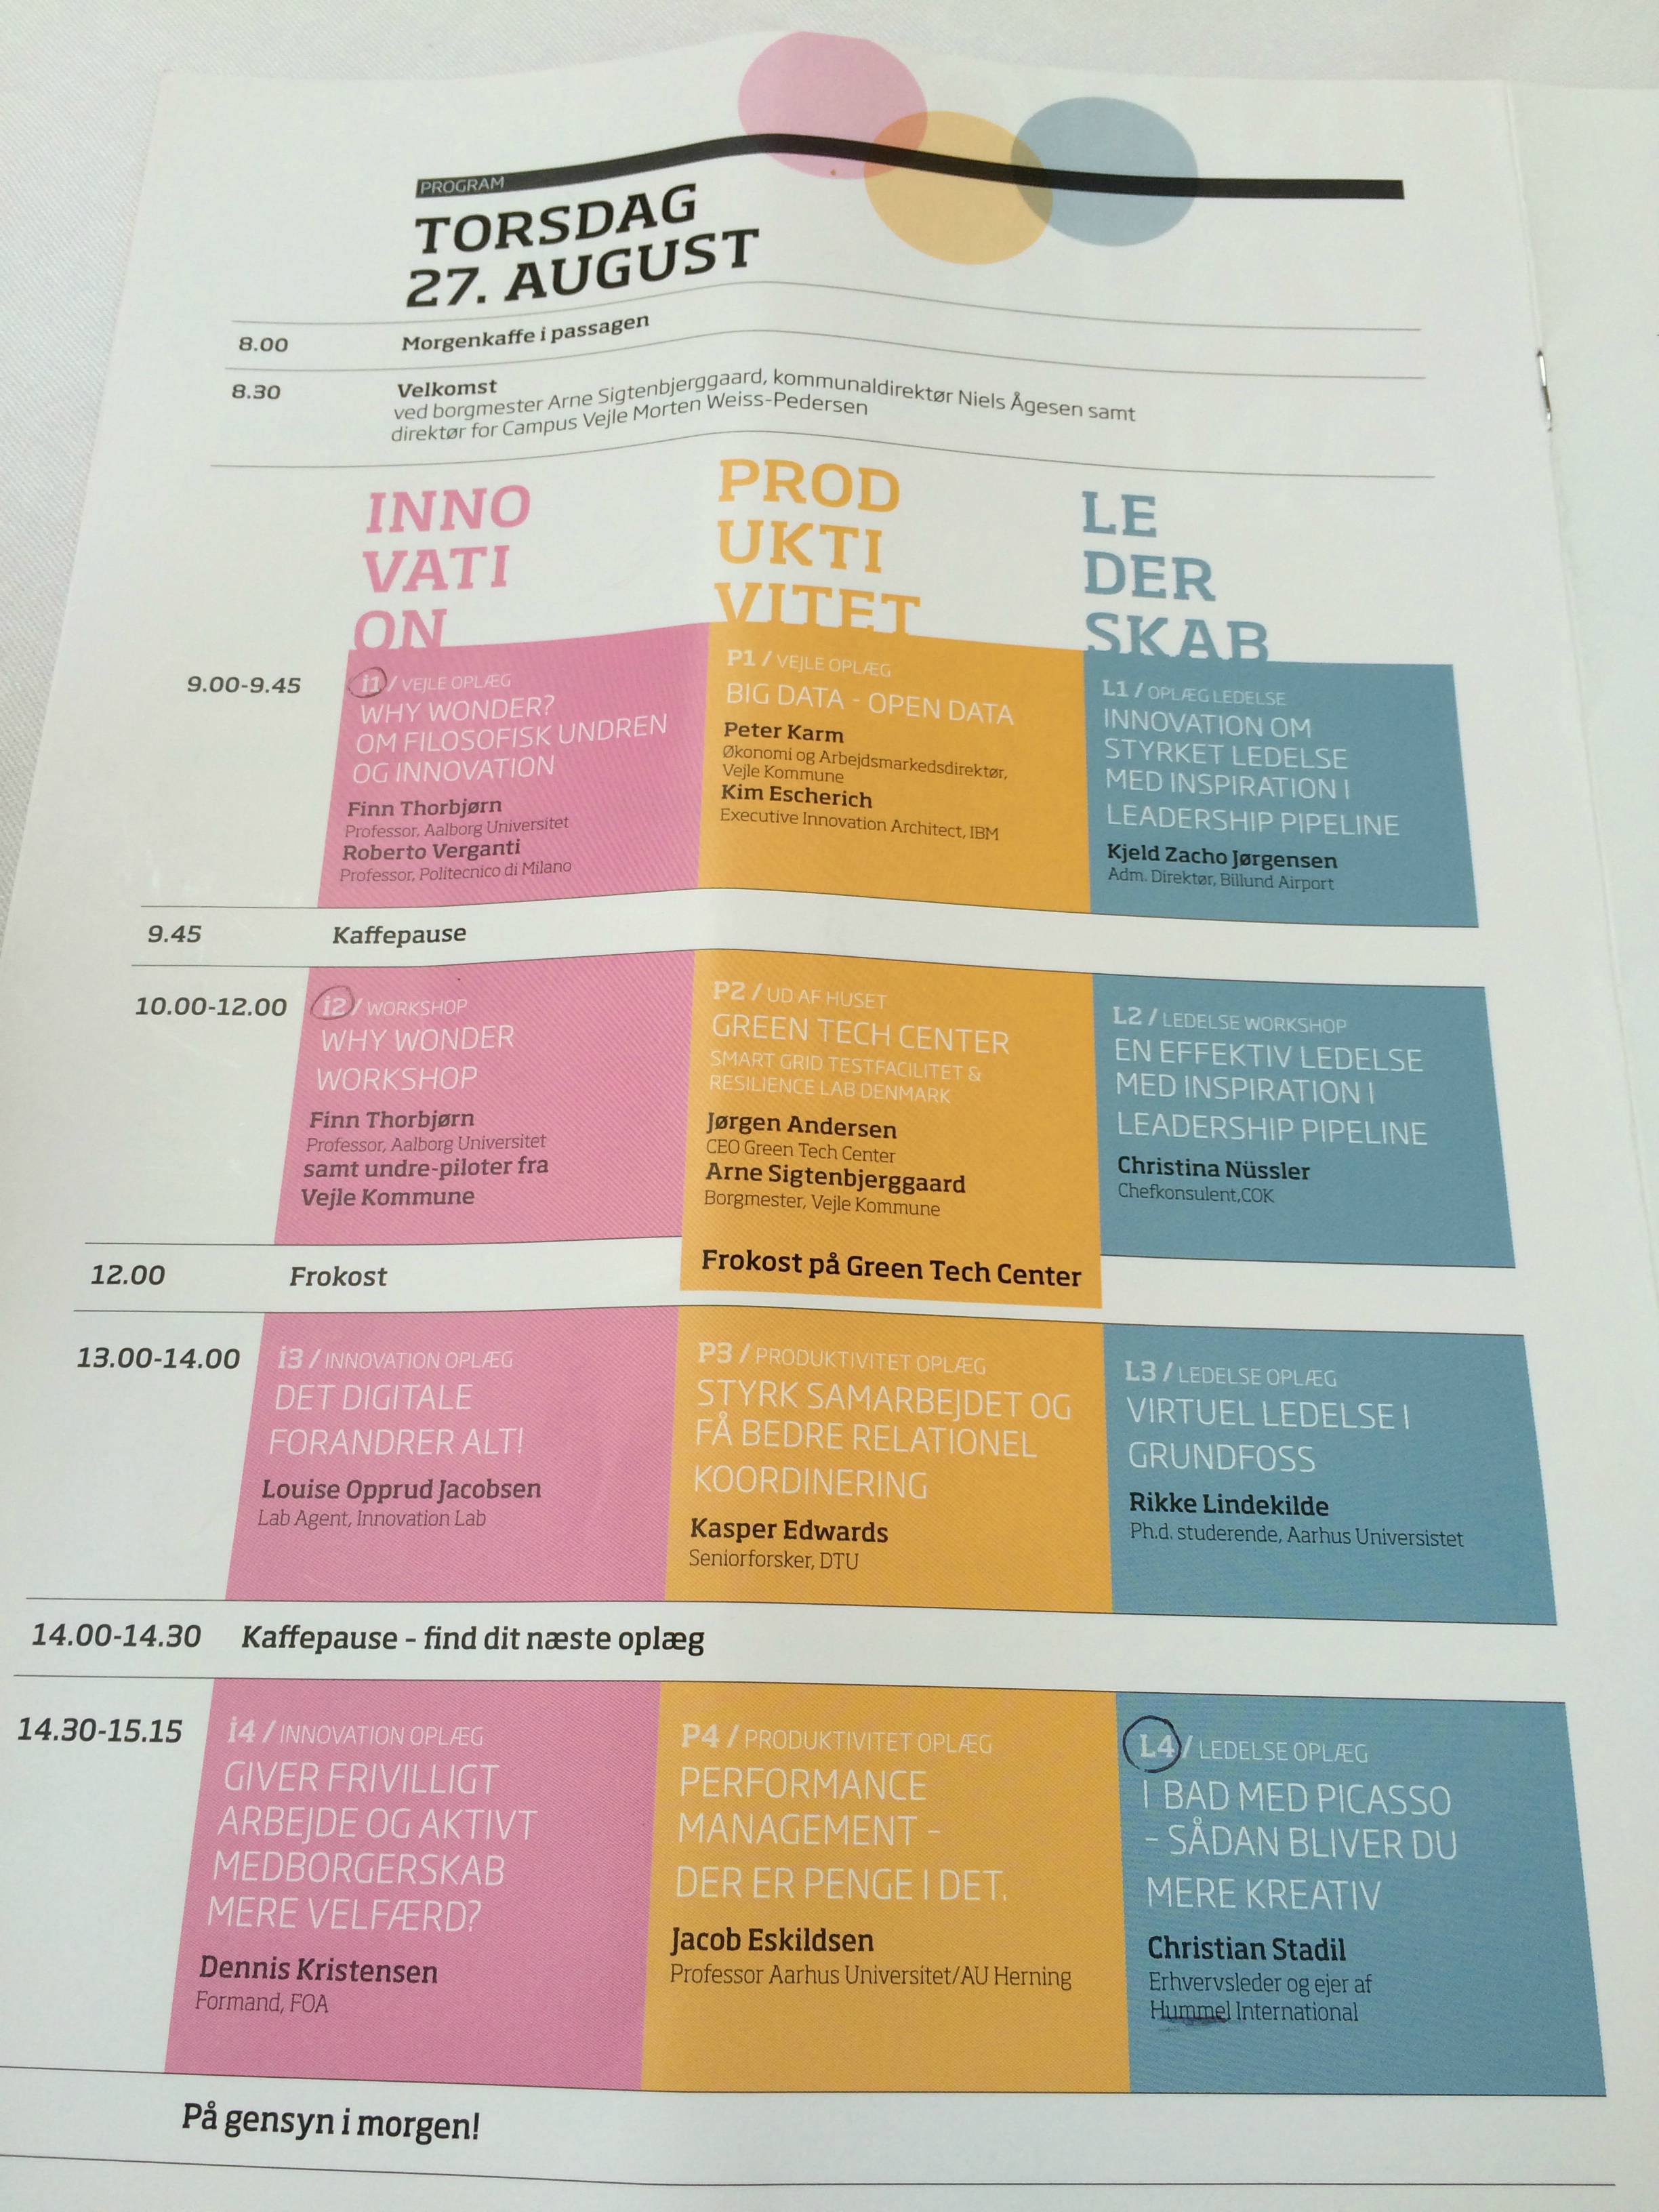 PROGRAM
TORSDAG
27. AUGUST
8.00 Morgenkaffe i passagen
8.30 Velkomst
ved borgmester Arne Sigtenbjerggaard, kommunaldirektør Niels Ågesen samt
direktør for Campus Vejle Morten Weiss-Pedersen
INNO
VATI
ON
PROD
UKTI
VITET
LE
DER
SKAB
9.00-9.45
i1 / VEJLE OPLÆG
WHY WONDER?
OM FILOSOFISK UNDREN
OG INNOVATION
Finn Thorbjørn
Professor, Aalborg Universitet
Roberto Verganti
Professor, Politecnico di Milano
P1 / VEJLE OPLÆG
BIG DATA - OPEN DATA
Peter Karm
Økonomi og Arbejdsmarkedsdirektør,
Vejle Kommune
Kim Escherich
Executive Innovation Architect, IBM
L1 / OPLÆG LEDELSE
INNOVATION OM
STYRKET LEDELSE
MED INSPIRATION I
LEADERSHIP PIPELINE
Kjeld Zacho Jørgensen
Adm. Direktør, Billund Airport
9.45 Kaffepause
10.00-12.00
i2 / WORKSHOP
WHY WONDER
WORKSHOP
Finn Thorbjørn
Professor, Aalborg Universitet
samt undre-piloter fra
Vejle Kommune
P2 / UD AF HUSET
GREEN TECH CENTER
SMART GRID TESTFACILITET &
RESILIENCE LAB DENMARK
Jørgen Andersen
CEO Green Tech Center
Arne Sigtenbjerggaard
Borgmester, Vejle Kommune
Frokost på Green Tech Center
L2 / LEDELSE WORKSHOP
EN EFFEKTIV LEDELSE
MED INSPIRATION I
LEADERSHIP PIPELINE
Christina Nüssler
Chefkonsulent,COK
12.00 Frokost
13.00-14.00
i3 / INNOVATION OPLÆG
DET DIGITALE
FORANDRER ALT!
Louise Opprud Jacobsen
Lab Agent, Innovation Lab
P3 / PRODUKTIVITET OPLÆG
STYRK SAMARBEJDET OG
FÅ BEDRE RELATIONEL
KOORDINERING
Kasper Edwards
Seniorforsker, DTU
L3 / LEDELSE OPLÆG
VIRTUEL LEDELSE I
GRUNDFOSS
Rikke Lindekilde
Ph.d. studerende, Aarhus Universistet
14.00-14.30 Kaffepause - find dit næste oplæg
14.30-15.15
i4 / INNOVATION OPLÆG
GIVER FRIVILLIGT
ARBEJDE OG AKTIVT
MEDBORGERSKAB
MERE VELFÆRD?
Dennis Kristensen
Formand, FOA
P4 / PRODUKTIVITET OPLÆG
PERFORMANCE
MANAGEMENT -
DER ER PENGE I DET.
Jacob Eskildsen
Professor Aarhus Universitet/AU Herning
L4 / LEDELSE OPLÆG
I BAD MED PICASSO
- SÅDAN BLIVER DU
MERE KREATIV
Christian Stadil
Erhvervsleder og ejer af
Hummel International
På gensyn i morgen!